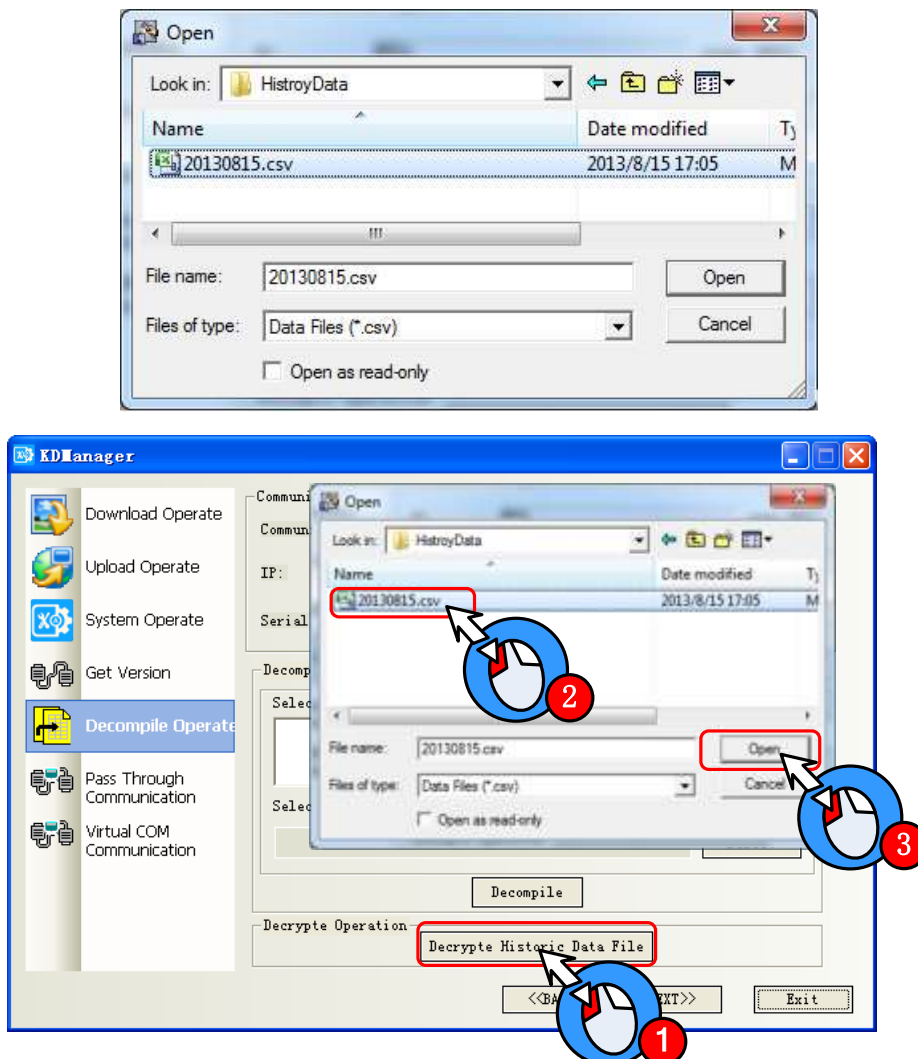 Open
x
Look in: HistroyData
Name Date modified Ty
20130815.csv 2013/8/15 17:05 M
File name: 20130815.csv Open
Files of type: Data Files (*.csv) Cancel
Open as read-only
KDManager
Download Operate
Upload Operate
System Operate
Get Version
Decompile Operate
Pass Through
Communication
Virtual COM
Communication
Communi
Commun
IP:
Serial
Decomp
Selec
Selec
Open
Look in: HistroyData
Name Date modified Ty
20130815.csv 2013/8/15 17:05 M
2
File name: 20130815.csv Open
Files of type: Data Files (*.csv) Cancel
Open as read-only
3
Decompile
Decrypte Operation
Decrypte Historic Data File
<<BA EXT>> Exit
1